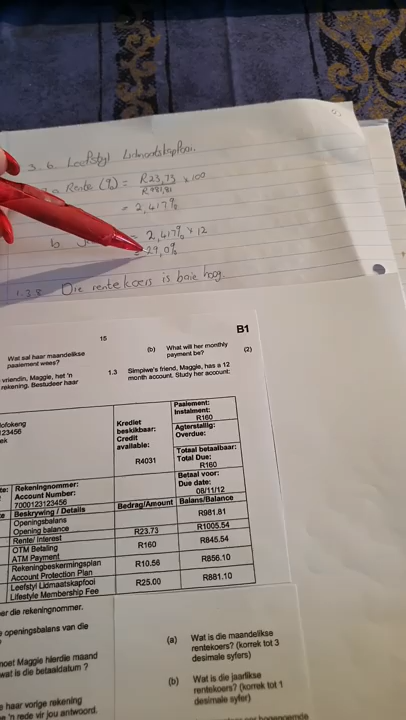 3.6. Leefstyl Lidmaatskapfooi.
Rente (%) = R23,73 × 100
R981,81
= 2,417%
b = 2,417% × 12
= 29,0%
1.3.8 Die rentekoers is baie hoog.
15
B1
Wat sal haar maandelikse
paaiement wees?
(b) What will her monthly
payment be? (2)
vriendin, Maggie, het 'n
rekening. Bestudeer haar
1.3 Simpiwe's friend, Maggie, has a 12
month account. Study her account:
ofokeng
123456
ek
Krediet
beskikbaar:
Credit
available:
R4031
Paaiement:
Instalment:
R160
Agterstallig:
Overdue:
Totaal betaalbaar:
Total Due:
R160
Betaal voor:
Due date:
08/11/12
Rekeningnommer:
Account Number:
7000123123456
Beskrywing / Details Bedrag/Amount Balans/Balance
Openingsbalans
Opening balance R981.81
Rente/ Interest R23.73 R1005.54
OTM Betaling
ATM Payment R160 R845.54
Rekeningbeskermingsplan
Account Protection Plan R10.56 R856.10
Leefstyl Lidmaatskapfooi
Lifestyle Membership Fee R25.00 R881.10
er die rekeningnommer.
e openingsbalans van die
moet Maggie hierdie maand
wat is die betaaldatum ?
e haar vorige rekening
'n rede vir jou antwoord.
(a) Wat is die maandelikse
rentekoers? (korrek tot 3
desimale syfers)
(b) Wat is die jaarlikse
rentekoers? (korrek tot 1
desimale syfer)